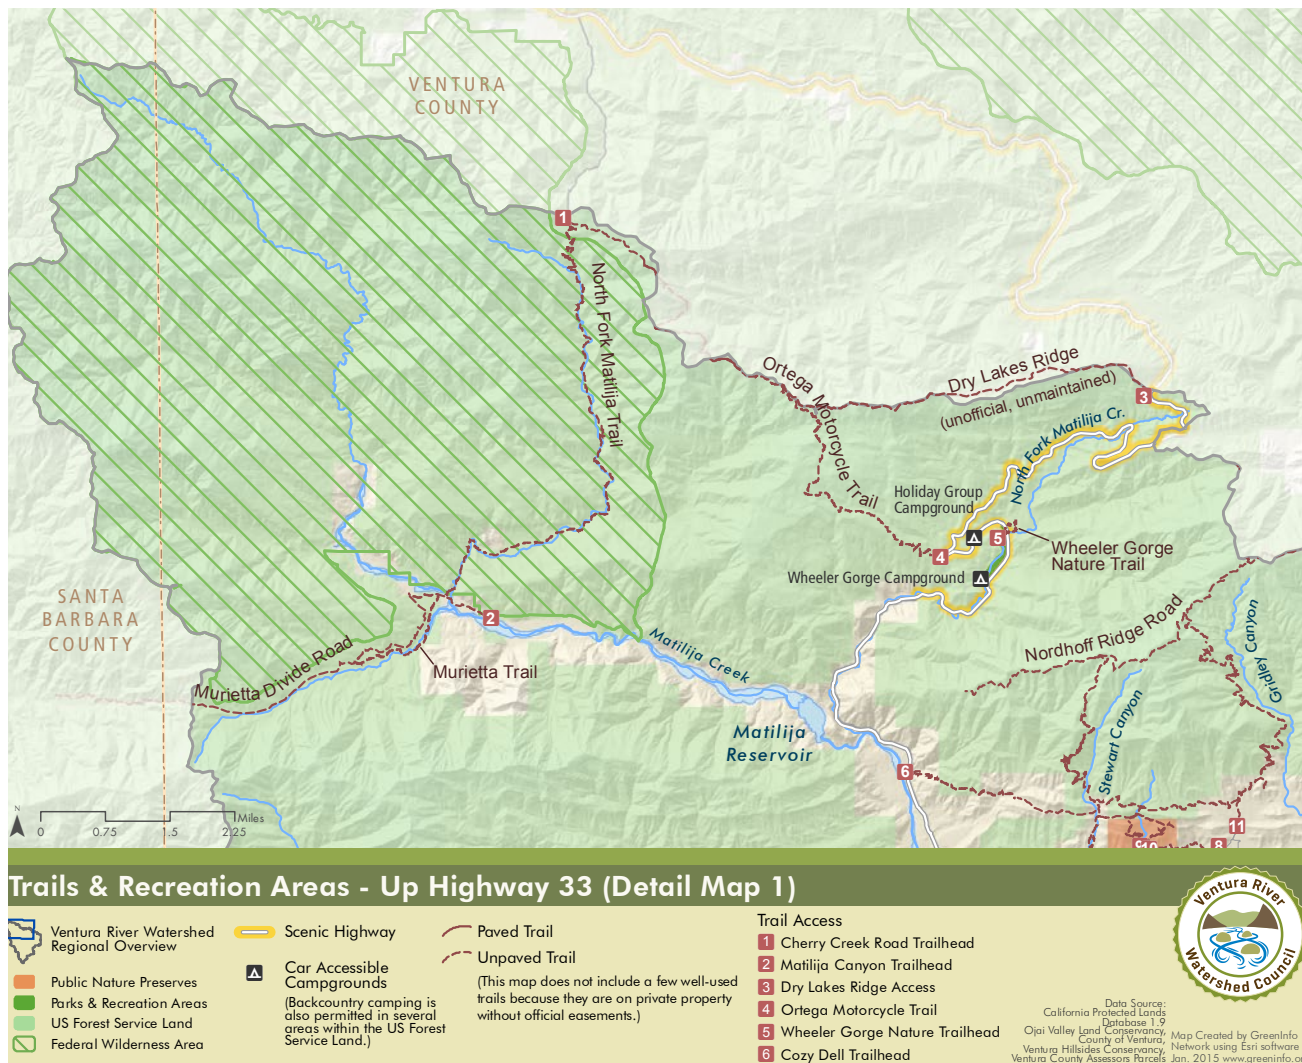 VENTURA
COUNTY
1
North Fork Matilija Trail
Ortega Motorcycle Trail
Dry Lakes Ridge
(unofficial, unmaintained)
3
North Fork Matilija Cr.
Holiday Group
Campground
5
4
Wheeler Gorge
Nature Trail
Wheeler Gorge Campground
SANTA
BARBARA
COUNTY
2
Matilija Creek
Murietta Divide Road
Murietta Trail
Nordhoff Ridge Road
Gridley Canyon
Stewart Canyon
Matilija
Reservoir
6
11
8
N
Miles
0 0.75 .5 2.25
Trails & Recreation Areas - Up Highway 33 (Detail Map 1)
Ventura River Watershed
Regional Overview
Public Nature Preserves
Parks & Recreation Areas
US Forest Service Land
Federal Wilderness Area
Scenic Highway
Car Accessible
Campgrounds
(Backcountry camping is
also permitted in several
areas within the US Forest
Service Land.)
Paved Trail
Unpaved Trail
(This map does not include a few well-used
trails because they are on private property
without official easements.)
Trail Access
1 Cherry Creek Road Trailhead
2 Matilija Canyon Trailhead
3 Dry Lakes Ridge Access
4 Ortega Motorcycle Trail
5 Wheeler Gorge Nature Trailhead
6 Cozy Dell Trailhead
Ventura River
Watershed Council
Data Source:
California Protected Lands
Database 1.9
Ojai Valley Land Conservancy,
County of Ventura,
Ventura Hillsides Conservancy,
Ventura County Assessors Parcels
Map Created by GreenInfo
Network using Esri software
Jan. 2015 www.greeninfo.o